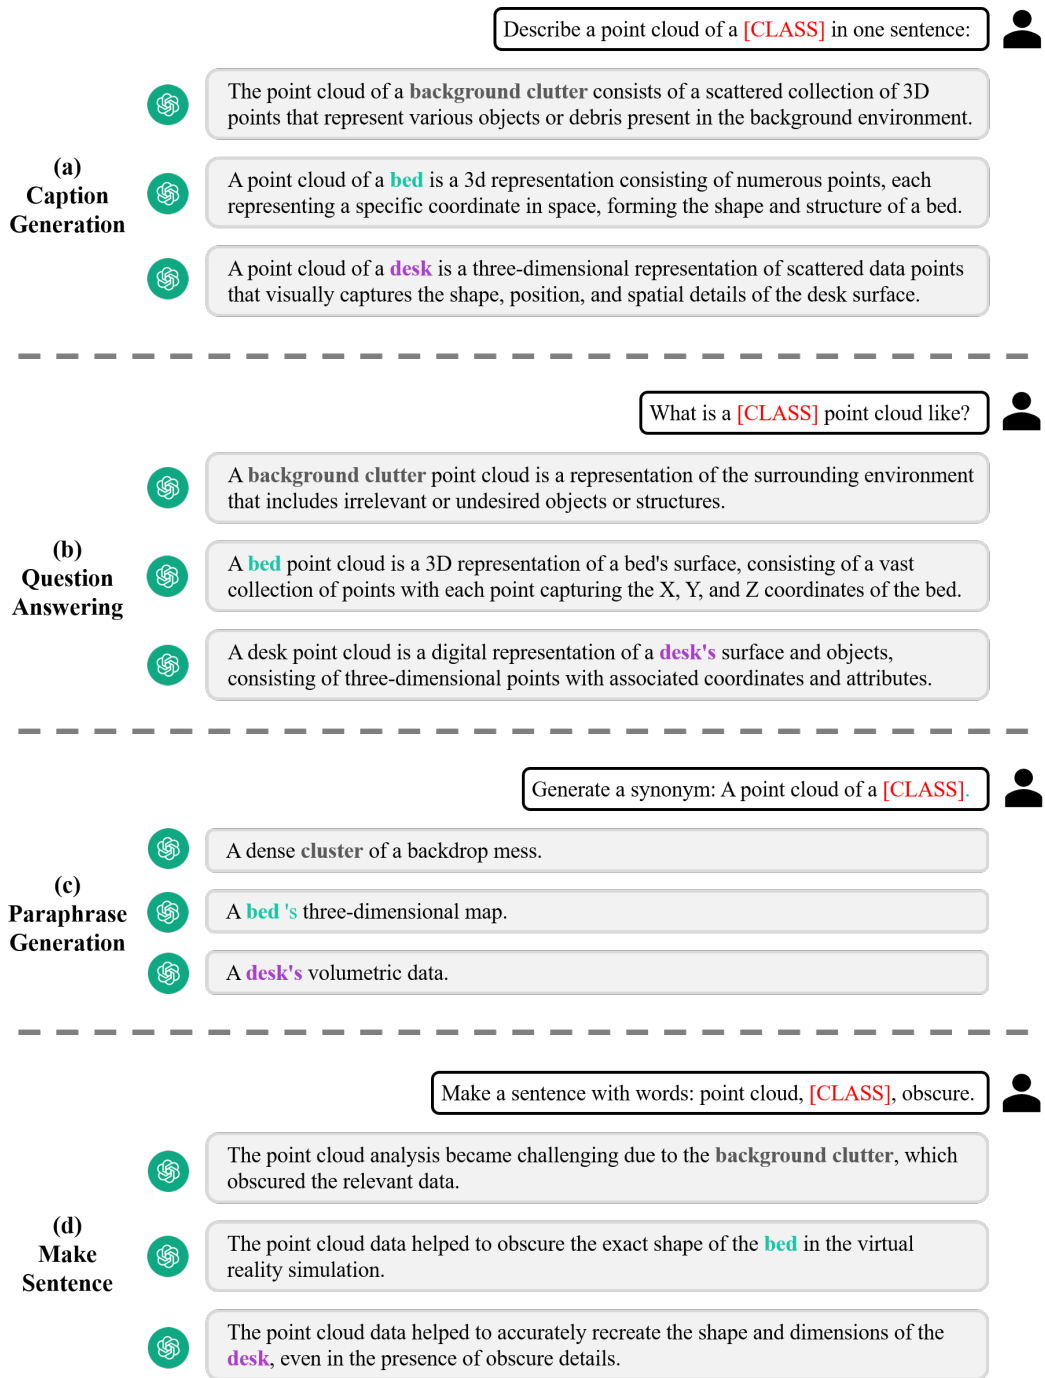 Describe a point cloud of a [CLASS] in one sentence:
The point cloud of a background clutter consists of a scattered collection of 3D
points that represent various objects or debris present in the background environment.
(a)
Caption
Generation
A point cloud of a bed is a 3d representation consisting of numerous points, each
representing a specific coordinate in space, forming the shape and structure of a bed.
A point cloud of a desk is a three-dimensional representation of scattered data points
that visually captures the shape, position, and spatial details of the desk surface.
What is a [CLASS] point cloud like?
A background clutter point cloud is a representation of the surrounding environment
that includes irrelevant or undesired objects or structures.
(b)
Question
Answering
A bed point cloud is a 3D representation of a bed's surface, consisting of a vast
collection of points with each point capturing the X, Y, and Z coordinates of the bed.
A desk point cloud is a digital representation of a desk's surface and objects,
consisting of three-dimensional points with associated coordinates and attributes.
Generate a synonym: A point cloud of a [CLASS].
A dense cluster of a backdrop mess.
(c)
Paraphrase
Generation
A bed 's three-dimensional map.
A desk's volumetric data.
Make a sentence with words: point cloud, [CLASS], obscure.
The point cloud analysis became challenging due to the background clutter, which
obscured the relevant data.
(d)
Make
Sentence
The point cloud data helped to obscure the exact shape of the bed in the virtual
reality simulation.
The point cloud data helped to accurately recreate the shape and dimensions of the
desk, even in the presence of obscure details.